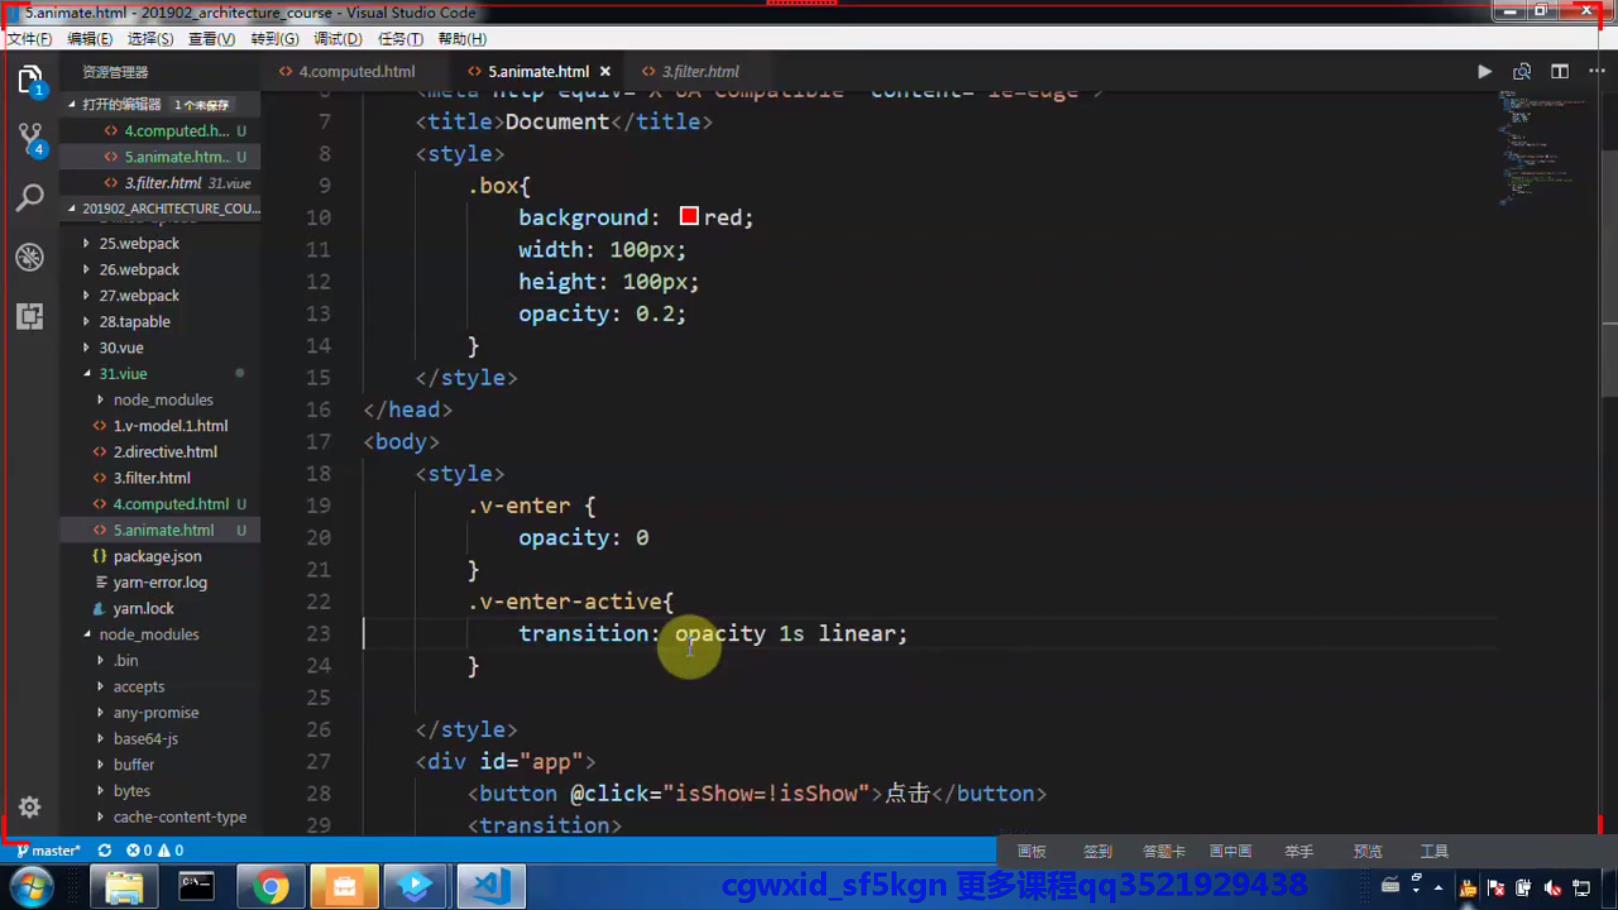 5.animate.html - 201902_architecture_course - Visual Studio Code
文件(F) 编辑(E) 选择(S) 查看(V) 转到(G) 调试(D) 任务(T) 帮助(H)
资源管理器
4.computed.html 5.animate.html × 3.filter.html
打开的编辑器 1 个未保存
4.computed.h... U
5.animate.htm... U
3.filter.html 31.viue
201902_ARCHITECTURE_COU...
25.webpack
26.webpack
27.webpack
28.tapable
30.vue
31.viue
node_modules
1.v-model.1.html
2.directive.html
3.filter.html
4.computed.html U
5.animate.html U
package.json
yarn-error.log
yarn.lock
node_modules
.bin
accepts
any-promise
base64-js
buffer
bytes
cache-content-type
1
4
7 <title>Document</title>
8 <style>
9 .box{
10 background: red;
11 width: 100px;
12 height: 100px;
13 opacity: 0.2;
14 }
15 </style>
16 </head>
17 <body>
18 <style>
19 .v-enter {
20 opacity: 0
21 }
22 .v-enter-active{
23 transition: opacity 1s linear;
24 }
25
26 </style>
27 <div id="app">
28 <button @click="isShow=!isShow">点击</button>
29 <transition>
master* 0 0
画板 签到 答题卡 画中画 举手 预览 工具
cgwxid_sf5kgn 更多课程qq3521929438